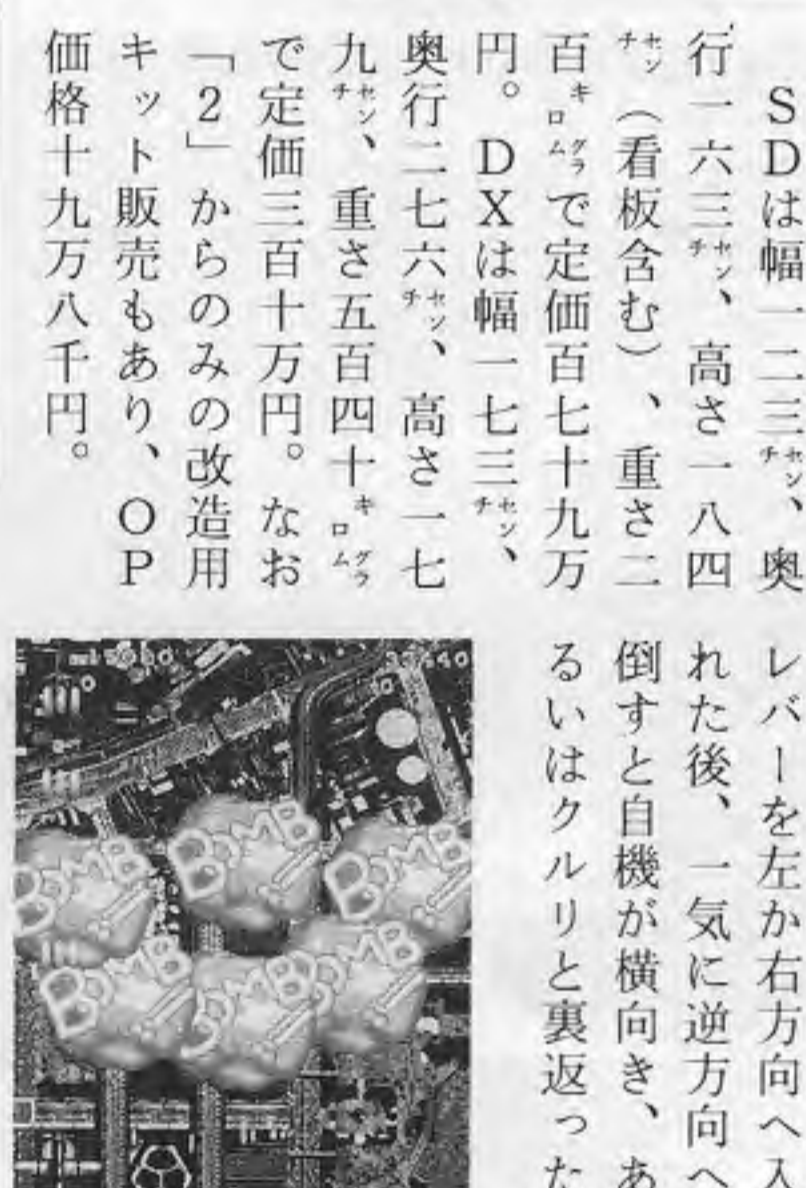 SDは幅一二三センチ、奥
行一六三センチ、高さ一八四
センチ（看板含む）、重さ二
百キログラムで定価百七十九万
円。DXは幅一七三センチ、
奥行二七六センチ、高さ一七
九センチ、重さ五百四十キログラム
で定価三百十万円。なお
「2」からのみの改造用
キット販売もあり、OP
価格十九万八千円。
レバーを左か右方向へ入
れた後、一気に逆方向へ
倒すと自機が横向き、あ
るいはクルリと裏返った
BOMB
BOMB
BOMB
BOMB
BOMB
BOMB